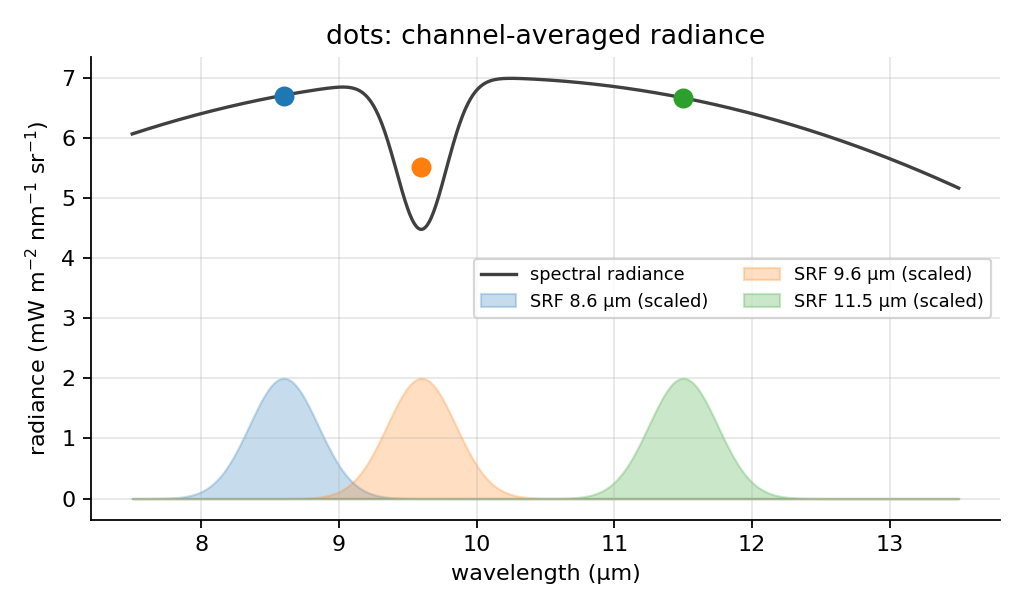 dots: channel-averaged radiance
radiance (mW m⁻² nm⁻¹ sr⁻¹)
7
6
5
4
3
2
1
0
spectral radiance
SRF 8.6 µm (scaled)
SRF 9.6 µm (scaled)
SRF 11.5 µm (scaled)
8 9 10 11 12 13
wavelength (µm)